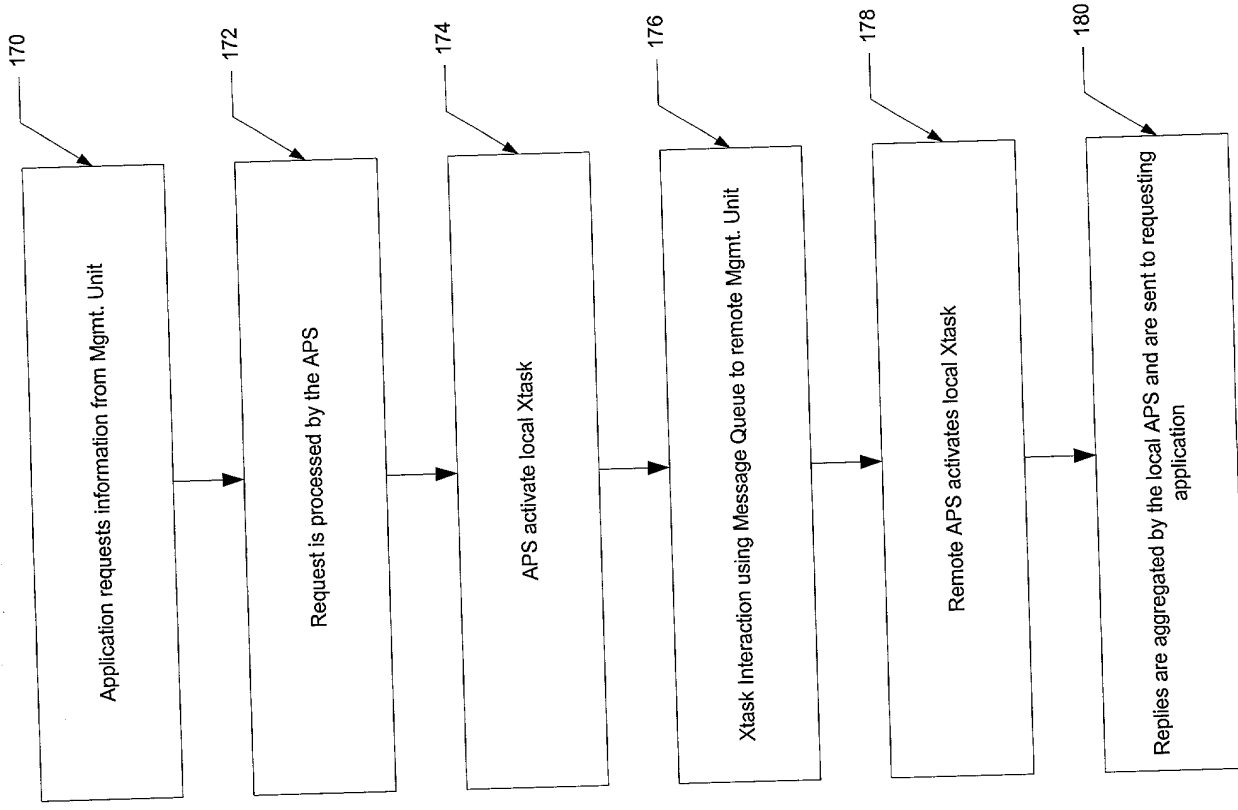 170
Application requests information from Mgmt. Unit
172
Request is processed by the APS
174
APS activate local Xtask
176
Xtask Interaction using Message Queue to remote Mgmt. Unit
178
Remote APS activates local Xtask
180
Replies are aggregated by the local APS and are sent to requesting
application